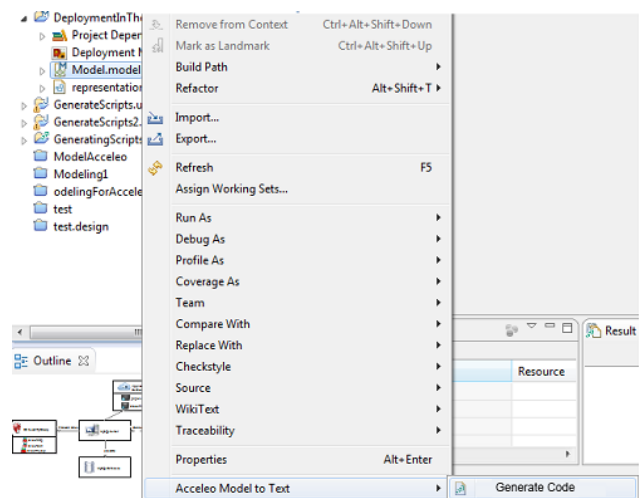 DeploymentInThe
Project Deper
Deployment M
Model.model
representation
GenerateScripts.u
GenerateScripts2.
GeneratingScripts
ModelAcceleo
Modeling1
odelingForAccele
test
test.design
Remove from Context Ctrl+Alt+Shift+Down
Mark as Landmark Ctrl+Alt+Shift+Up
Build Path
Refactor Alt+Shift+T
Import...
Export...
Refresh F5
Assign Working Sets...
Run As
Debug As
Profile As
Coverage As
Team
Compare With
Replace With
Checkstyle
Source
WikiText
Traceability
Properties Alt+Enter
Acceleo Model to Text
Generate Code
Outline
Result
Resource